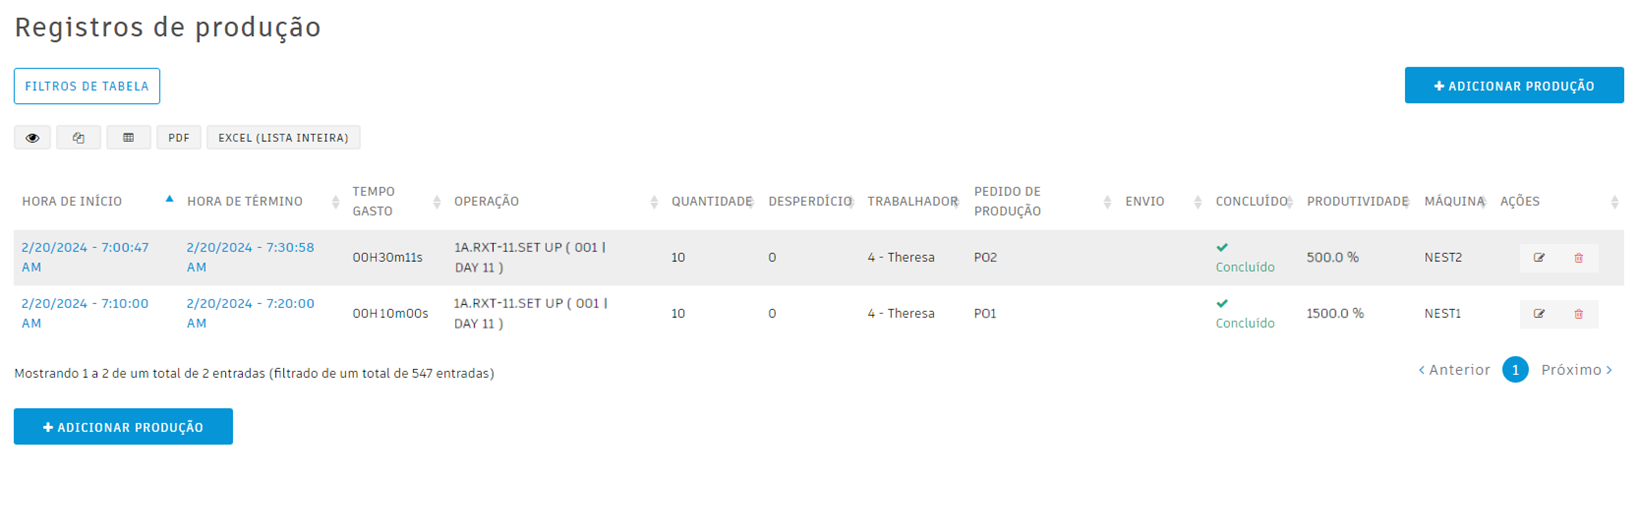 Registros de produção
FILTROS DE TABELA
+ ADICIONAR PRODUÇÃO
PDF EXCEL (LISTA INTEIRA)
HORA DE INÍCIO HORA DE TÉRMINO TEMPO GASTO OPERAÇÃO QUANTIDADE DESPERDÍCIO TRABALHADOR PEDIDO DE PRODUÇÃO ENVIO CONCLUÍDO PRODUTIVIDADE MÁQUINA AÇÕES
2/20/2024 - 7:00:47 AM 2/20/2024 - 7:30:58 AM 00H30m11s 1A.RXT-11.SET UP ( 001 | DAY 11 ) 10 0 4 - Theresa PO2 Concluído 500.0 % NEST2
2/20/2024 - 7:10:00 AM 2/20/2024 - 7:20:00 AM 00H10m00s 1A.RXT-11.SET UP ( 001 | DAY 11 ) 10 0 4 - Theresa PO1 Concluído 1500.0 % NEST1
Mostrando 1 a 2 de um total de 2 entradas (filtrado de um total de 547 entradas)
‹ Anterior 1 Próximo ›
+ ADICIONAR PRODUÇÃO